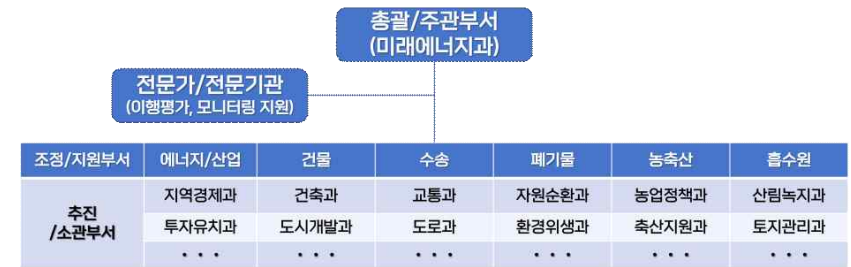 총괄/주관부서
(미래에너지과)
전문가/전문기관
(이행평가, 모니터링 지원)
조정/지원부서 에너지/산업 건물 수송 폐기물 농축산 흡수원
추진
/소관부서
지역경제과 건축과 교통과 자원순환과 농업정책과 산림녹지과
투자유치과 도시개발과 도로과 환경위생과 축산지원과 토지관리과
• • • • • • • • • • • • • • • • • •